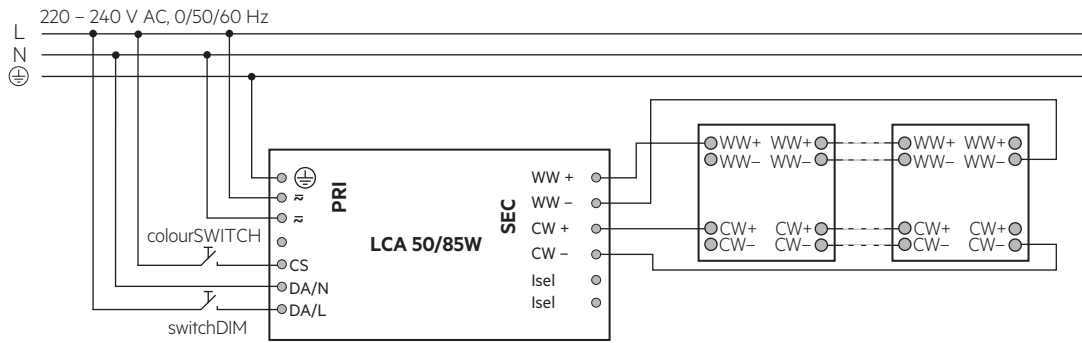 220 – 240 V AC, 0/50/60 Hz
L
N
PRI
LCA 50/85W
SEC
colourSWITCH
CS
DA/N
DA/L
switchDIM
WW +
WW –
CW +
CW –
Isel
Isel
WW+ WW+
WW– WW–
CW+ CW+
CW– CW–
WW+ WW+
WW– WW–
CW+ CW+
CW– CW–